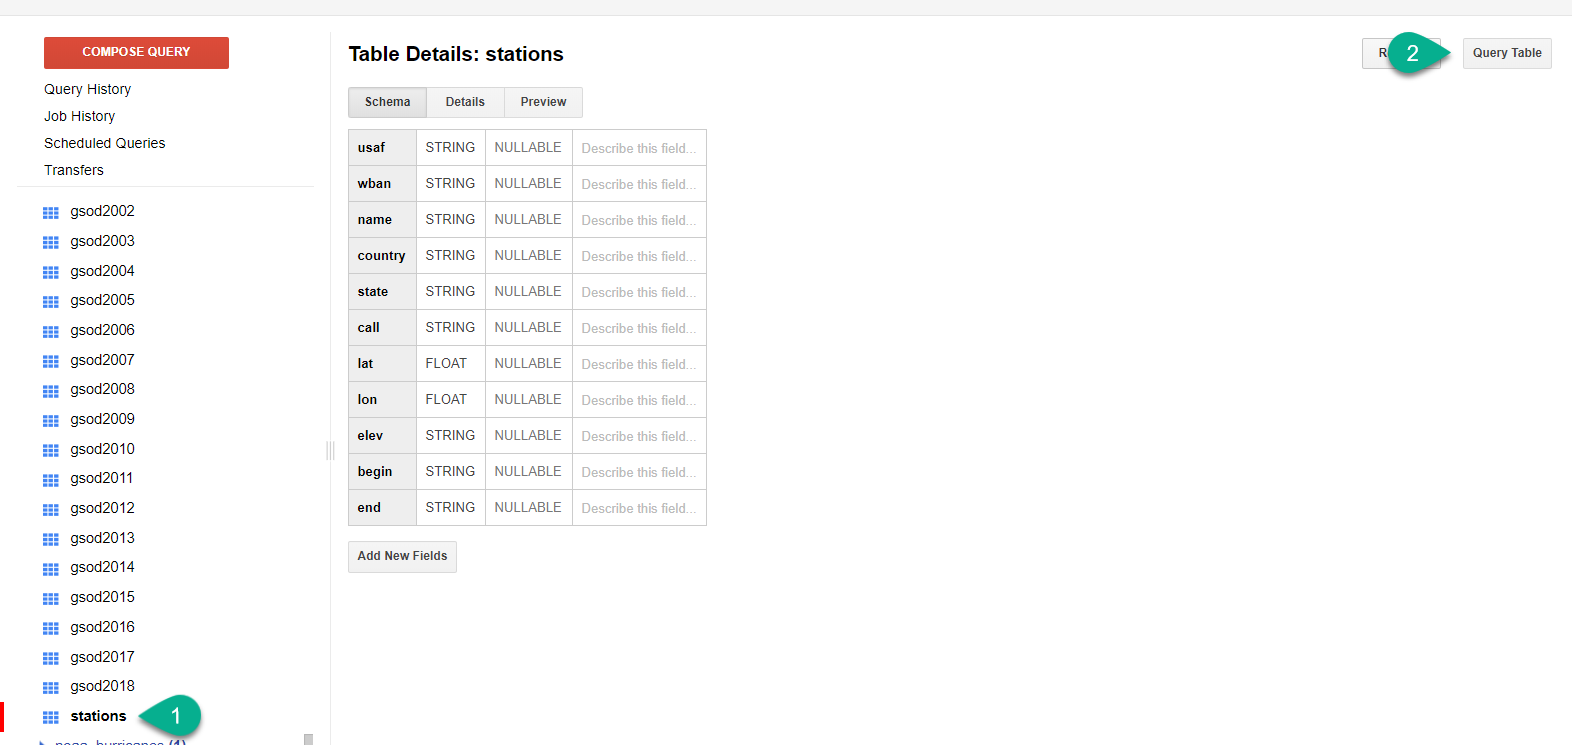 COMPOSE QUERY
Query History
Job History
Scheduled Queries
Transfers
gsod2002
gsod2003
gsod2004
gsod2005
gsod2006
gsod2007
gsod2008
gsod2009
gsod2010
gsod2011
gsod2012
gsod2013
gsod2014
gsod2015
gsod2016
gsod2017
gsod2018
stations
1
Table Details: stations
2
Query Table
Schema Details Preview
usaf STRING NULLABLE Describe this field...
wban STRING NULLABLE Describe this field...
name STRING NULLABLE Describe this field...
country STRING NULLABLE Describe this field...
state STRING NULLABLE Describe this field...
call STRING NULLABLE Describe this field...
lat FLOAT NULLABLE Describe this field...
lon FLOAT NULLABLE Describe this field...
elev STRING NULLABLE Describe this field...
begin STRING NULLABLE Describe this field...
end STRING NULLABLE Describe this field...
Add New Fields